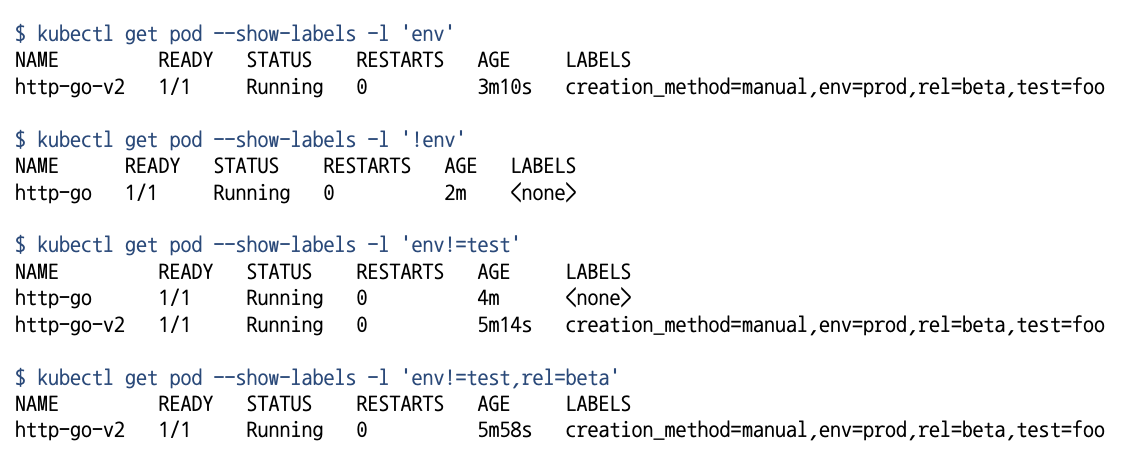 $ kubectl get pod --show-labels -l 'env'
NAME READY STATUS RESTARTS AGE LABELS
http-go-v2 1/1 Running 0 3m10s creation_method=manual,env=prod,rel=beta,test=foo
$ kubectl get pod --show-labels -l '!env'
NAME READY STATUS RESTARTS AGE LABELS
http-go 1/1 Running 0 2m <none>
$ kubectl get pod --show-labels -l 'env!=test'
NAME READY STATUS RESTARTS AGE LABELS
http-go 1/1 Running 0 4m <none>
http-go-v2 1/1 Running 0 5m14s creation_method=manual,env=prod,rel=beta,test=foo
$ kubectl get pod --show-labels -l 'env!=test,rel=beta'
NAME READY STATUS RESTARTS AGE LABELS
http-go-v2 1/1 Running 0 5m58s creation_method=manual,env=prod,rel=beta,test=foo